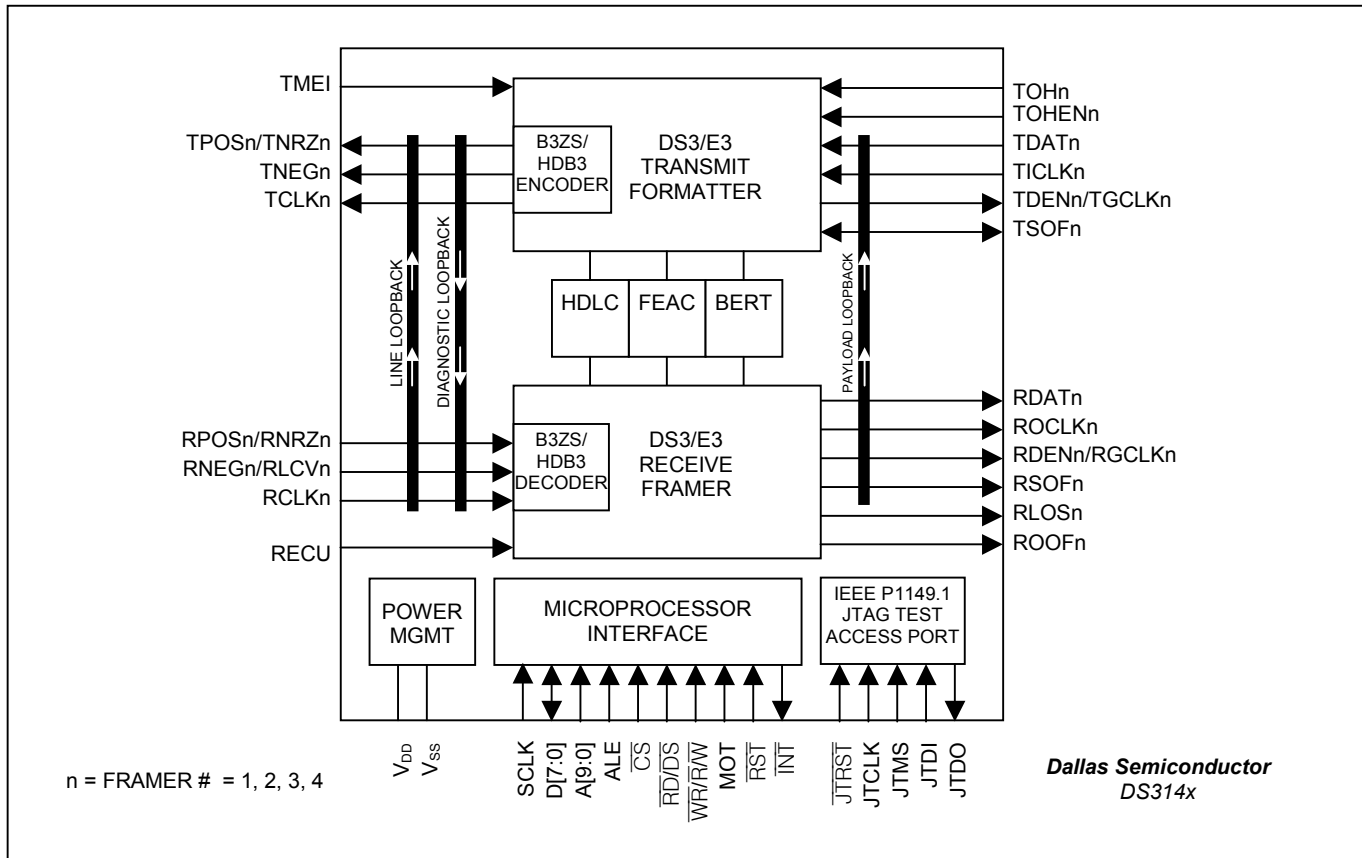 TMEI
TPOSn/TNRZn
TNEGn
TCLKn
B3ZS/
HDB3
ENCODER
DS3/E3
TRANSMIT
FORMATTER
TOHn
TOHENn
TDATn
TICLKn
TDENn/TGCLKn
TSOFn
LINE LOOPBACK
DIAGNOSTIC LOOPBACK
PAYLOAD LOOPBACK
HDLC
FEAC
BERT
RPOSn/RNRZn
RNEGn/RLCVn
RCLKn
RECU
B3ZS/
HDB3
DECODER
DS3/E3
RECEIVE
FRAMER
RDATn
ROCLKn
RDENn/RGCLKn
RSOFn
RLOSn
ROOFn
POWER
MGMT
MICROPROCESSOR
INTERFACE
IEEE P1149.1
JTAG TEST
ACCESS PORT
VDD
VSS
SCLK
D[7:0]
A[9:0]
ALE
CS
RD/DS
WR/R/W
MOT
RST
INT
JTRST
JTCLK
JTMS
JTDI
JTDO
n = FRAMER # = 1, 2, 3, 4
Dallas Semiconductor
DS314x